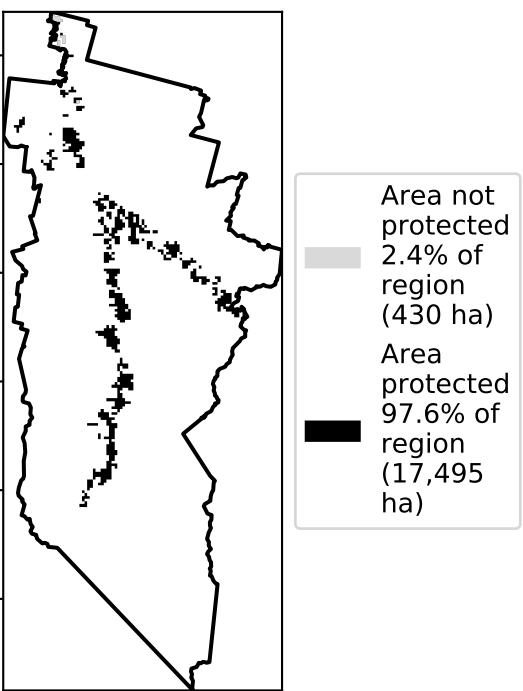 Area not
protected
2.4% of
region
(430 ha)
Area
protected
97.6% of
region
(17,495
ha)